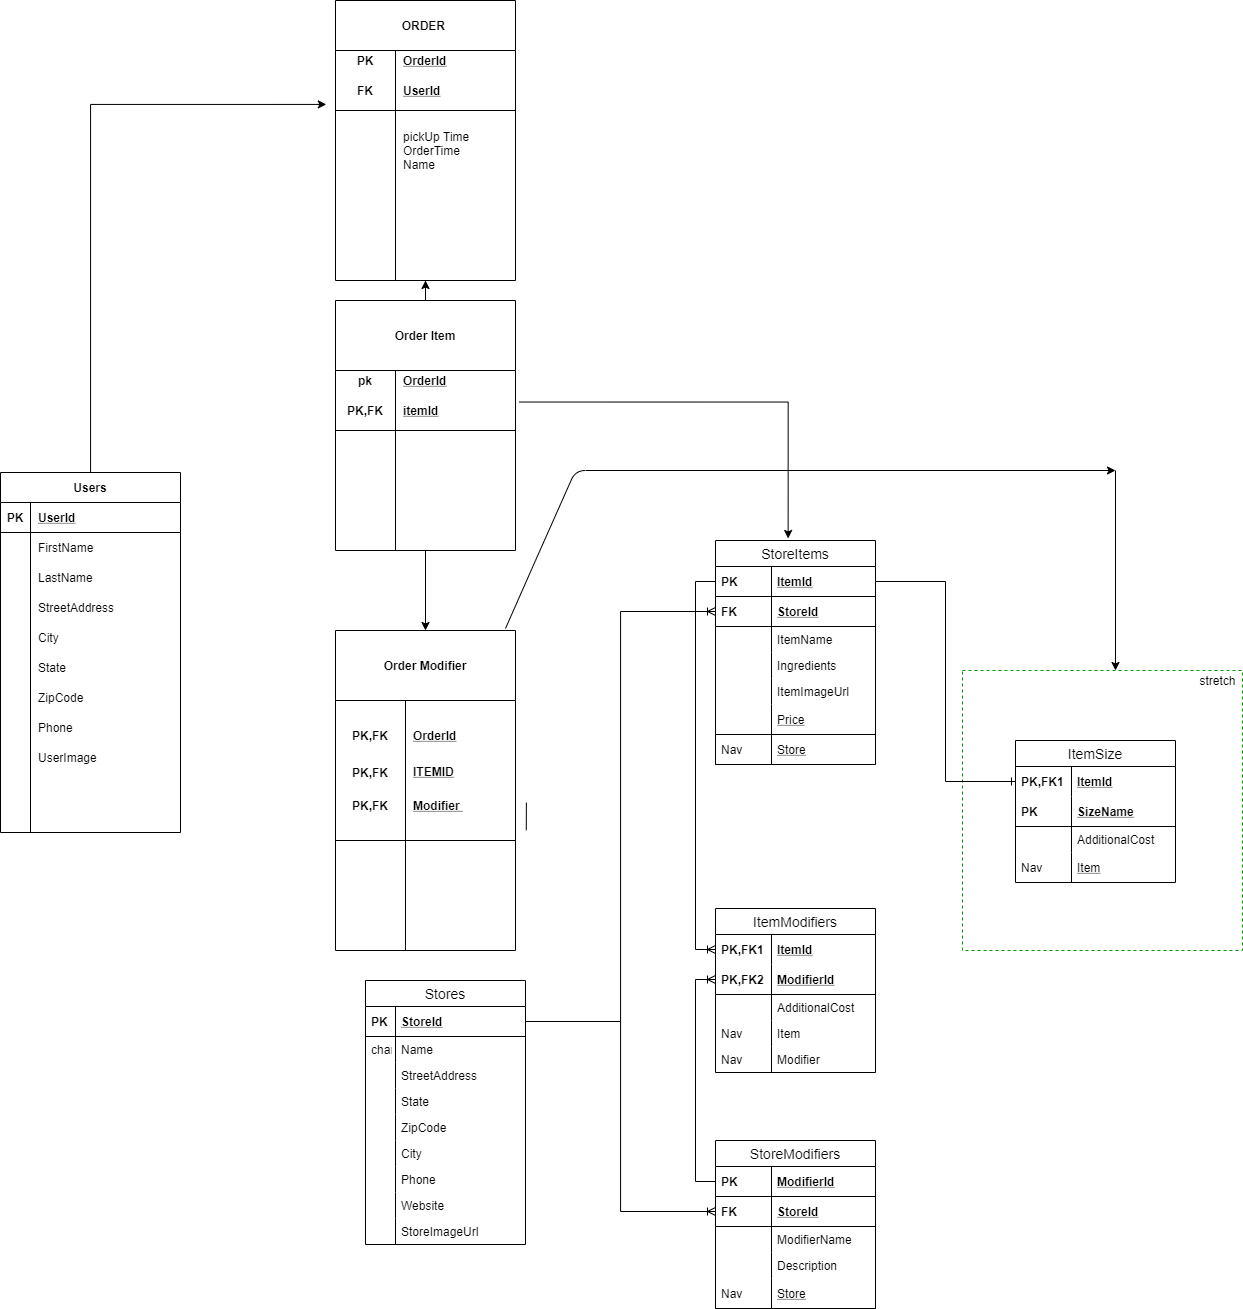 ORDER
PK OrderId
FK UserId
pickUp Time
OrderTime
Name
Order Item
pk OrderId
PK,FK itemId
Users
PK UserId
FirstName
LastName
StreetAddress
City
State
ZipCode
Phone
UserImage
Order Modifier
PK,FK OrderId
PK,FK ITEMID
PK,FK Modifier
StoreItems
PK ItemId
FK StoreId
ItemName
Ingredients
ItemImageUrl
Price
Nav Store
stretch
ItemSize
PK,FK1 ItemId
PK SizeName
AdditionalCost
Nav Item
ItemModifiers
PK,FK1 ItemId
PK,FK2 ModifierId
AdditionalCost
Nav Item
Nav Modifier
Stores
PK StoreId
char Name
StreetAddress
State
ZipCode
City
Phone
Website
StoreImageUrl
StoreModifiers
PK ModifierId
FK StoreId
ModifierName
Description
Nav Store